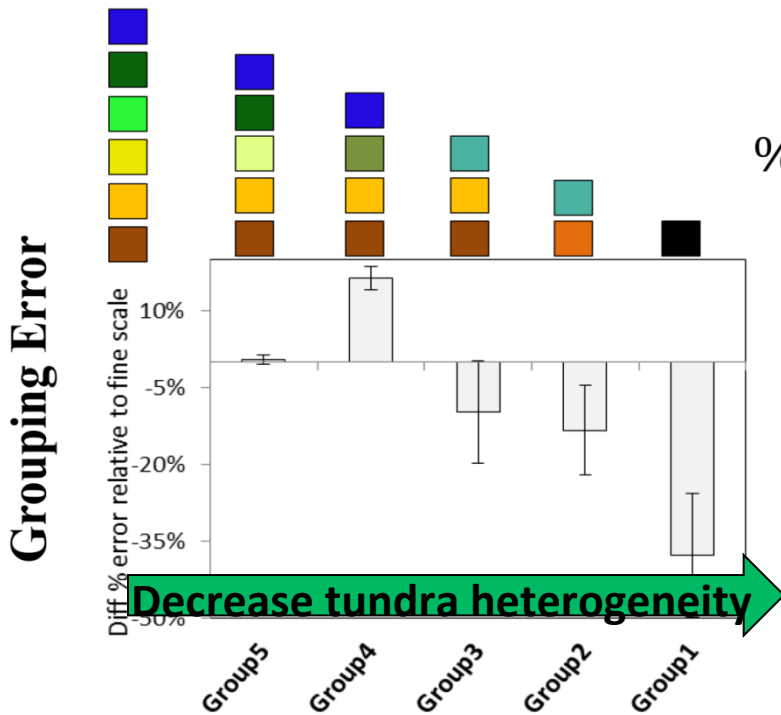 %
Grouping Error
Diff % error relative to fine scale
10%
-5%
-20%
-35%
-50%
Decrease tundra heterogeneity
Group5
Group4
Group3
Group2
Group1